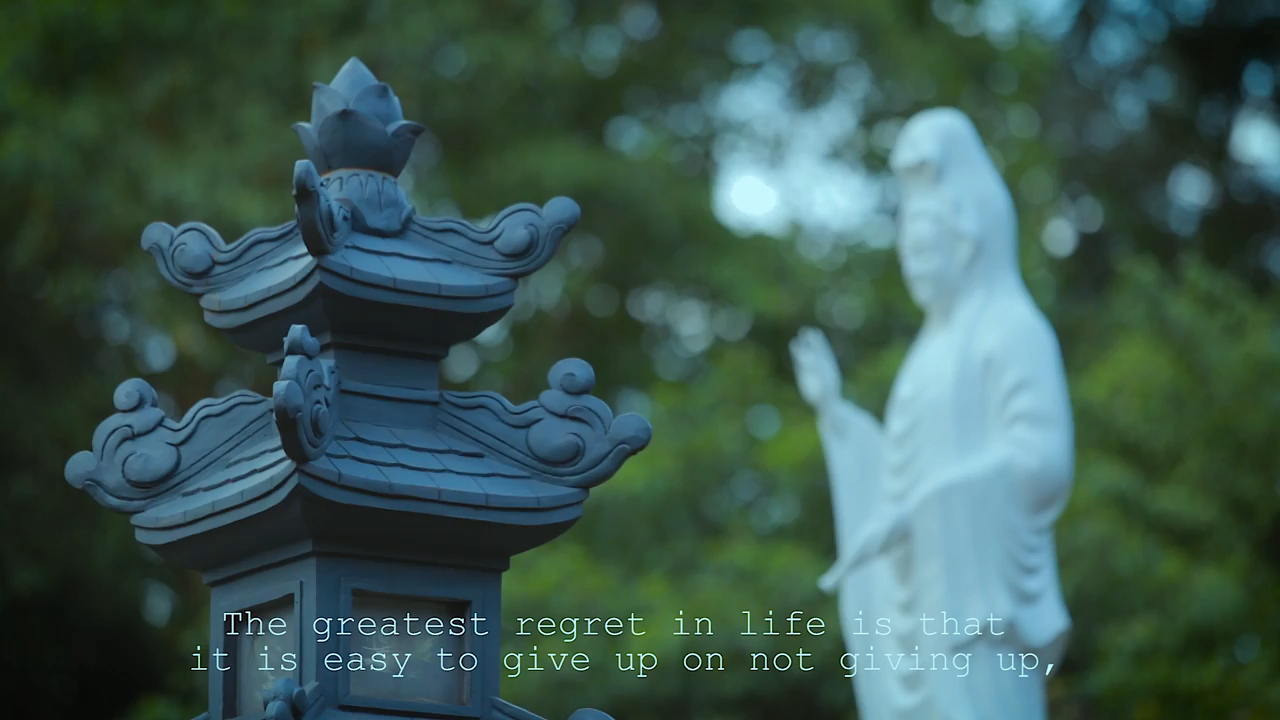 The greatest regret in life is that
it is easy to give up on not giving up,